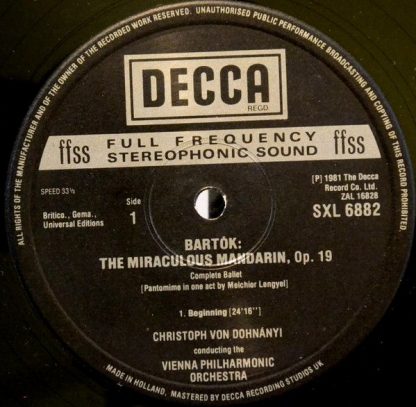 ALL RIGHTS OF THE MANUFACTURER AND OF THE OWNER OF THE RECORDED WORK RESERVED. UNAUTHORISED PUBLIC PERFORMANCE BROADCASTING AND COPYING OF THIS RECORD PROHIBITED
DECCA
REGD.
ffss FULL FREQUENCY STEREOPHONIC SOUND ffss
SPEED 33⅓
Britico., Gema.,
Universal Editions
Side
1
[P] 1981 The Decca
Record Co. Ltd.
ZAL 16828
SXL 6882
BARTÓK:
THE MIRACULOUS MANDARIN, Op. 19
Complete Ballet
[Pantomime in one act by Melchior Lengyel]
1. Beginning [24'16'']
CHRISTOPH VON DOHNÁNYI
conducting the
VIENNA PHILHARMONIC
ORCHESTRA
MADE IN HOLLAND, MASTERED BY DECCA RECORDING STUDIOS UK